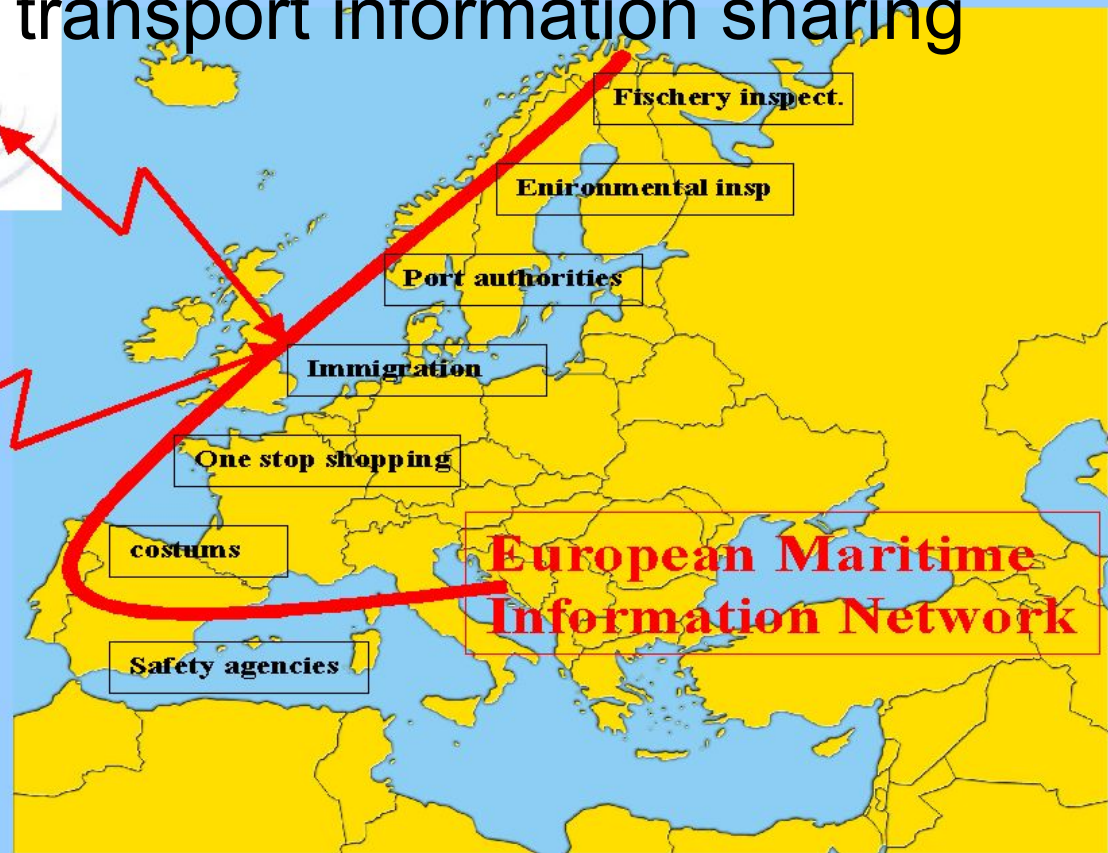 transport information sharing
Fischery inspect.
Enironmental insp
Port authorities
Immigration
One stop shopping
costums
European Maritime
Information Network
Safety agencies